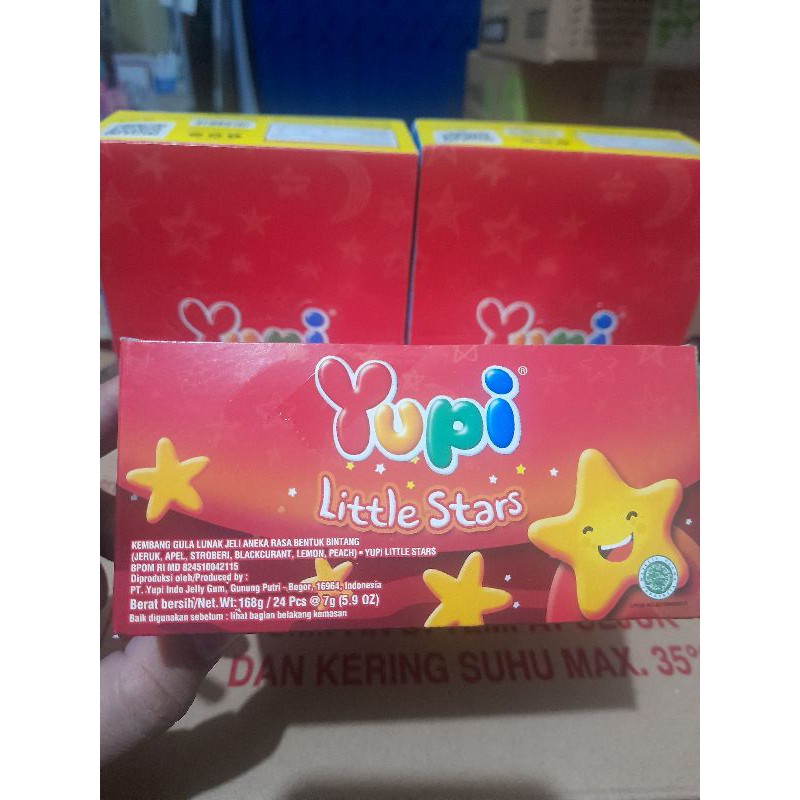 Yupi
Yupi
Yupi®
Little Stars
KEMBANG GULA LUNAK JELI ANEKA RASA BENTUK BINTANG
(JERUK, APEL, STROBERI, BLACKCURANT, LEMON, PEACH) - YUPI LITTLE STARS
BPOM RI MD 824510042115
Diproduksi oleh/Produced by :
PT. Yupi Indo Jelly Gum, Gunung Putri - Bogor, 16964, Indonesia
Berat bersih/Net. Wt: 168g / 24 Pcs @ 7g (5.9 OZ)
Baik digunakan sebelum : lihat bagian belakang kemasan
DAN KERING SUHU MAX. 35°